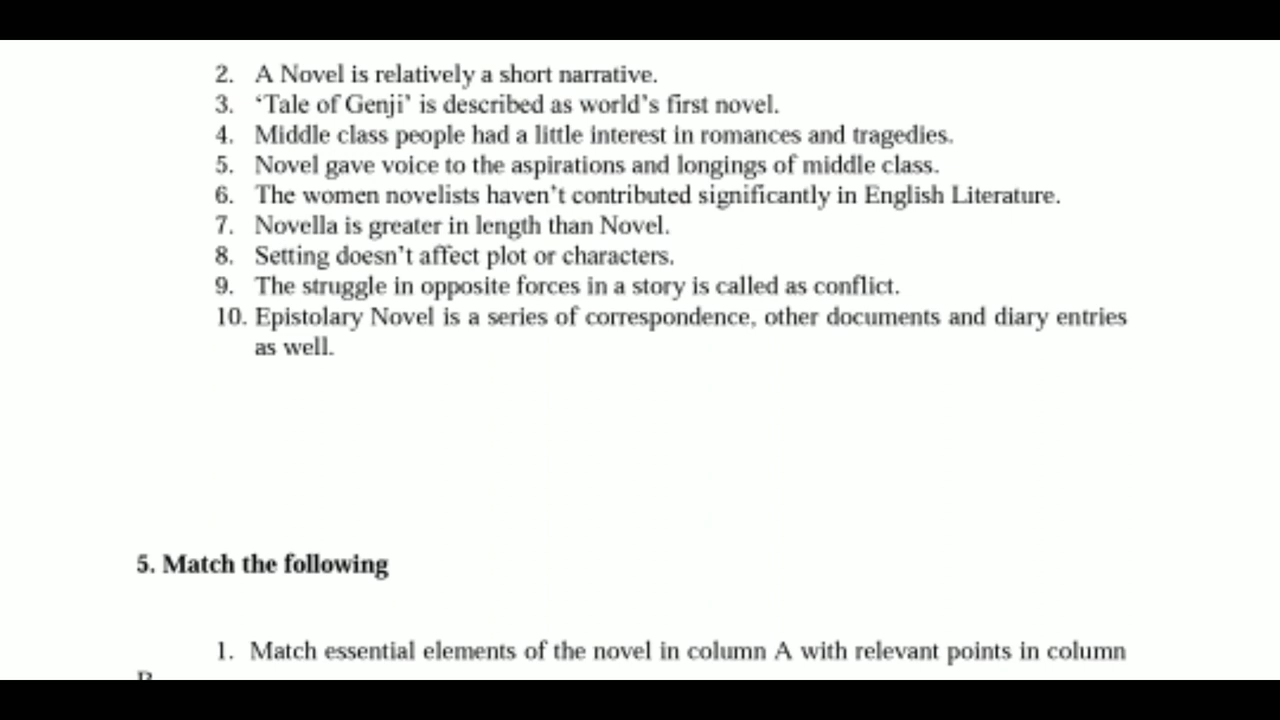 2. A Novel is relatively a short narrative.
3. ‘Tale of Genji’ is described as world’s first novel.
4. Middle class people had a little interest in romances and tragedies.
5. Novel gave voice to the aspirations and longings of middle class.
6. The women novelists haven’t contributed significantly in English Literature.
7. Novella is greater in length than Novel.
8. Setting doesn’t affect plot or characters.
9. The struggle in opposite forces in a story is called as conflict.
10. Epistolary Novel is a series of correspondence, other documents and diary entries
as well.
5. Match the following
1. Match essential elements of the novel in column A with relevant points in column